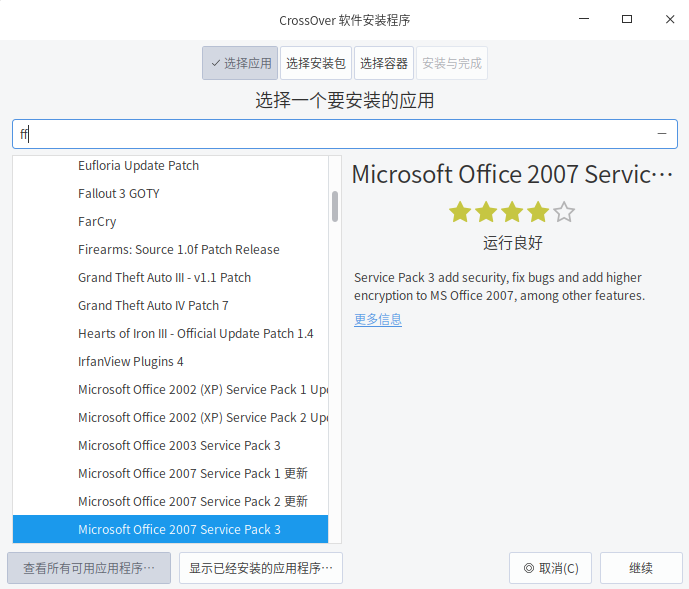 CrossOver 软件安装程序
选择应用
选择安装包
选择容器
安装与完成
选择一个要安装的应用
ff
Eufloria Update Patch
Fallout 3 GOTY
FarCry
Firearms: Source 1.0f Patch Release
Grand Theft Auto III - v1.1 Patch
Grand Theft Auto IV Patch 7
Hearts of Iron III - Official Update Patch 1.4
IrfanView Plugins 4
Microsoft Office 2002 (XP) Service Pack 1 Upd
Microsoft Office 2002 (XP) Service Pack 2 Upd
Microsoft Office 2003 Service Pack 3
Microsoft Office 2007 Service Pack 1 更新
Microsoft Office 2007 Service Pack 2 更新
Microsoft Office 2007 Service Pack 3
Microsoft Office 2007 Servic···
运行良好
Service Pack 3 add security, fix bugs and add higher
encryption to MS Office 2007, among other features.
更多信息
查看所有可用应用程序···
显示已经安装的应用程序···
取消(C)
继续